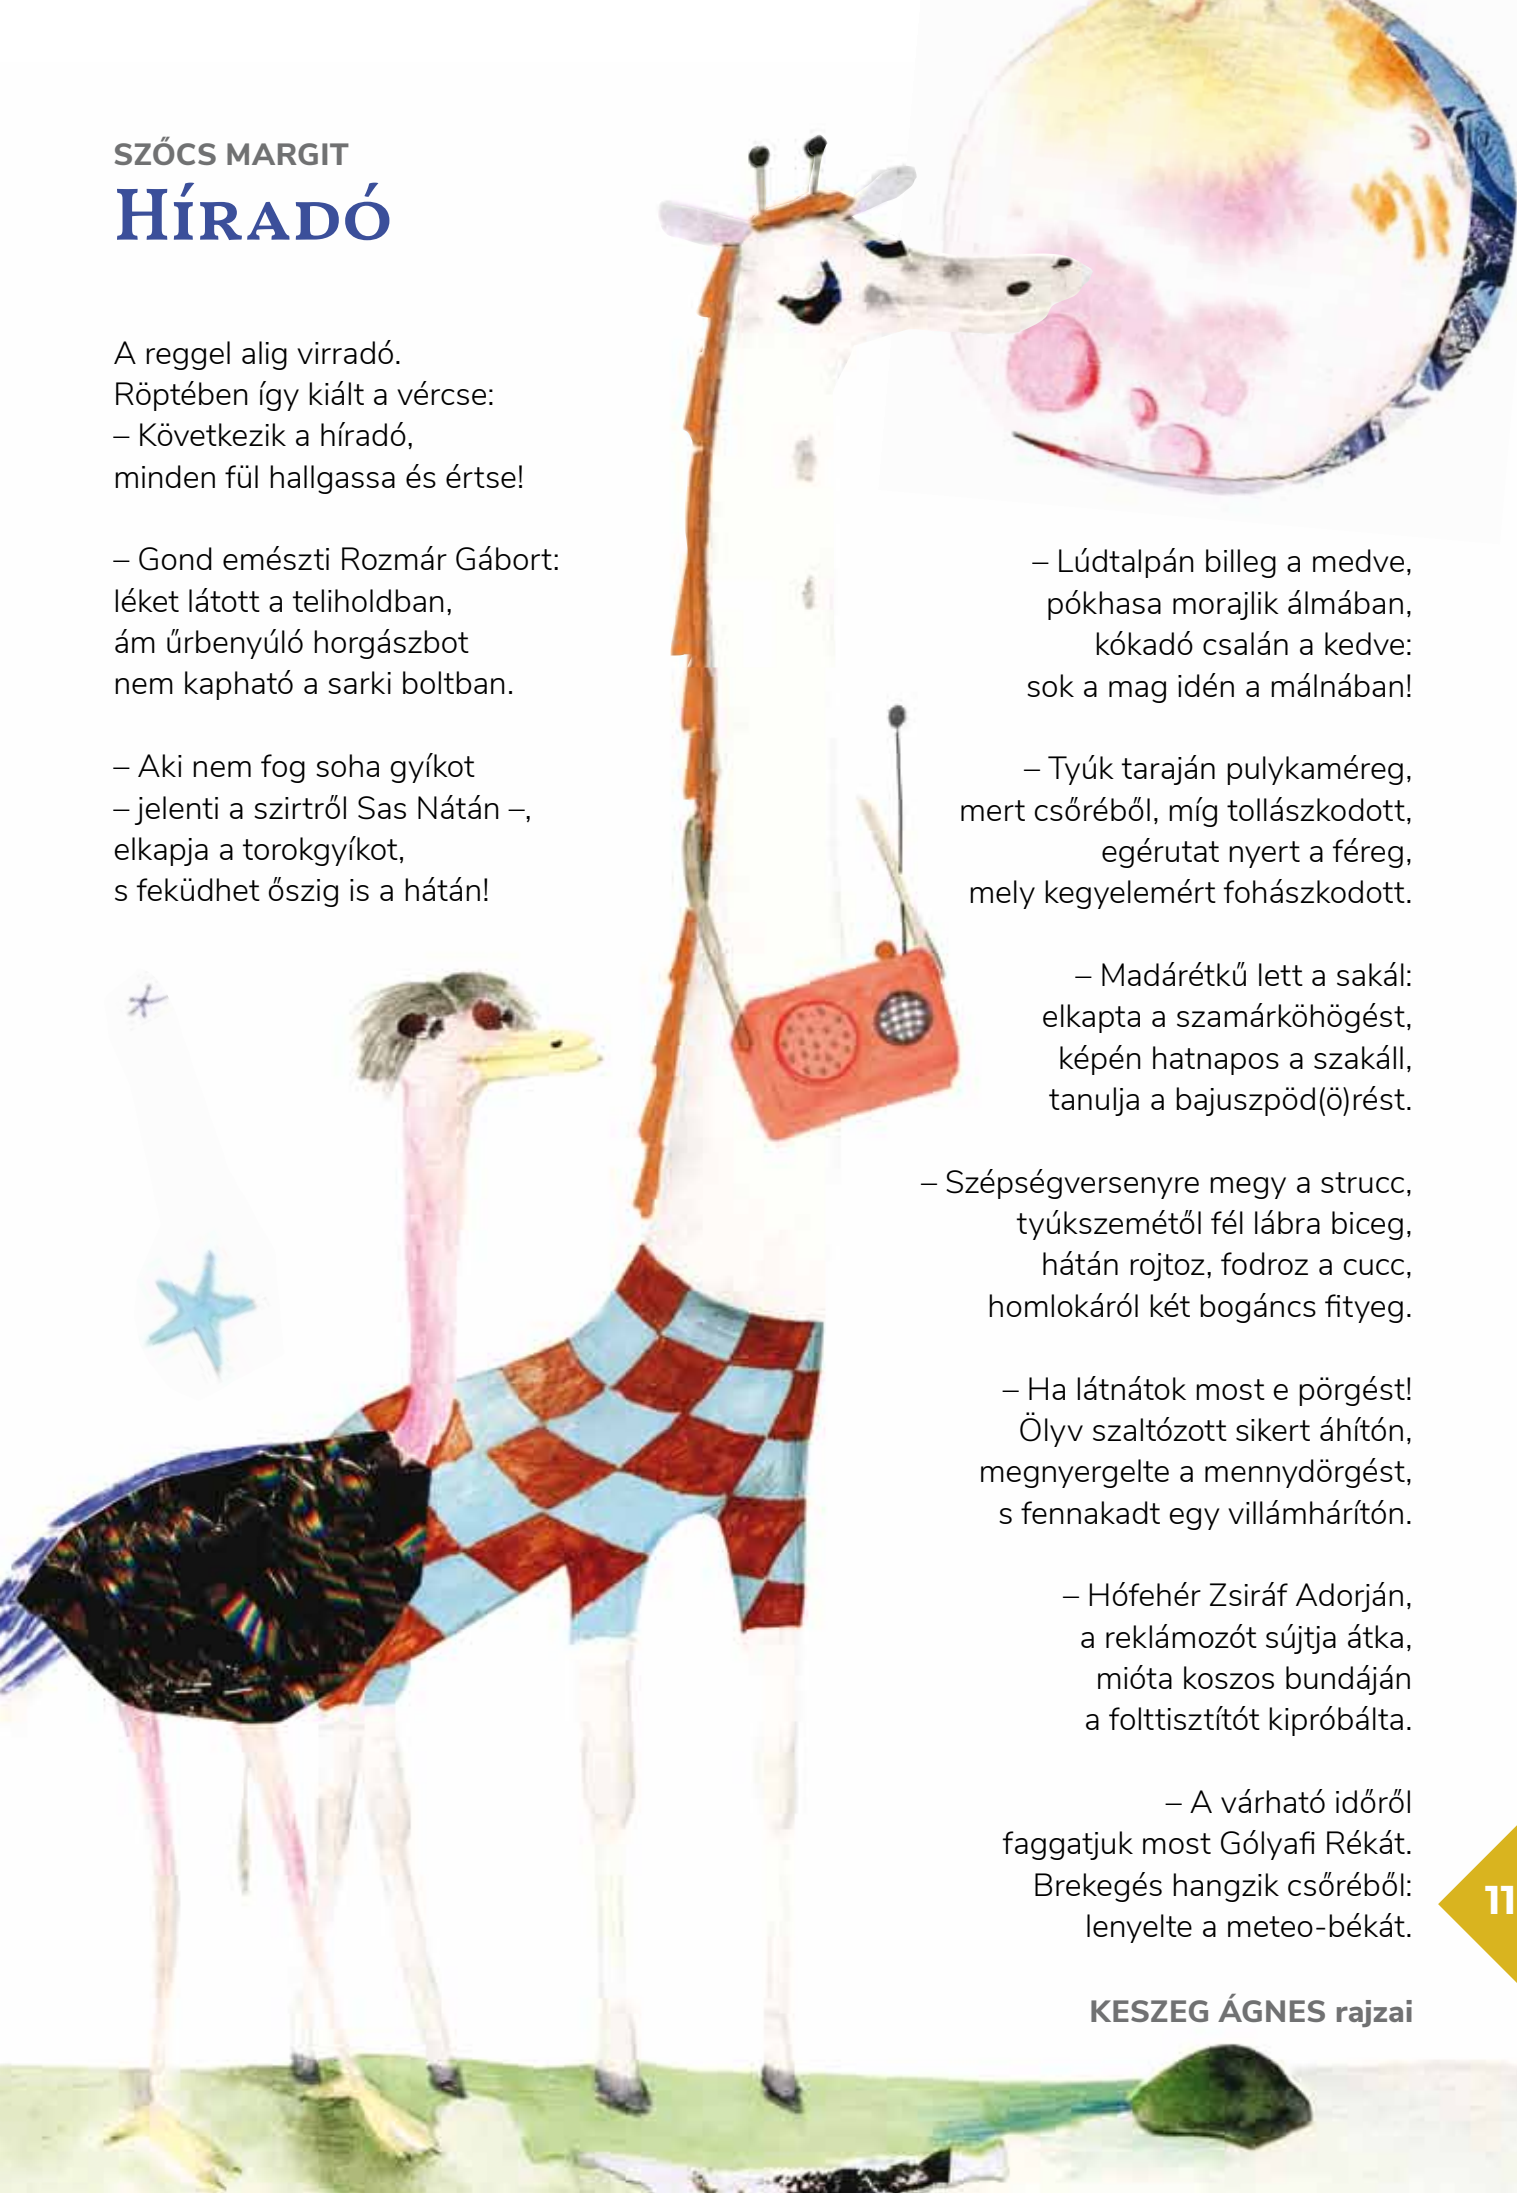 SZŐCS MARGIT
HÍRADÓ
A reggel alig virradó.
Röptében így kiált a vércse:
– Következik a híradó,
minden fül hallgassa és értse!
– Gond emészti Rozmár Gábort:
léket látott a teliholdban,
ám űrbenyúló horgászbot
nem kapható a sarki boltban.
– Aki nem fog soha gyíkot
– jelenti a szirtről Sas Nátán –,
elkapja a torokgyíkot,
s feküdhet őszig is a hátán!
– Lúdtalpán billeg a medve,
pókhasa morajlik álmában,
kókadó csalán a kedve:
sok a mag idén a málnában!
– Tyúk taraján pulykaméreg,
mert csőréből, míg tollászkodott,
egérutat nyert a féreg,
mely kegyelemért fohászkodott.
– Madárétkű lett a sakál:
elkapta a szamárköhögést,
képén hatnapos a szakáll,
tanulja a bajuszpöd(ö)rést.
– Szépségversenyre megy a strucc,
tyúkszemétől fél lábra biceg,
hátán rojtoz, fodroz a cucc,
homlokáról két bogáncs fityeg.
– Ha látnátok most e pörgést!
Ölyv szaltózott sikert áhítón,
megnyergelte a mennydörgést,
s fennakadt egy villámhárítón.
– Hófehér Zsiráf Adorján,
a reklámozót sújtja átka,
mióta koszos bundáján
a folttisztítót kipróbálta.
– A várható időről
faggatjuk most Gólyafi Rékát.
Brekegés hangzik csőréből:
lenyelte a meteo-békát.
11
KESZEG ÁGNES rajzai